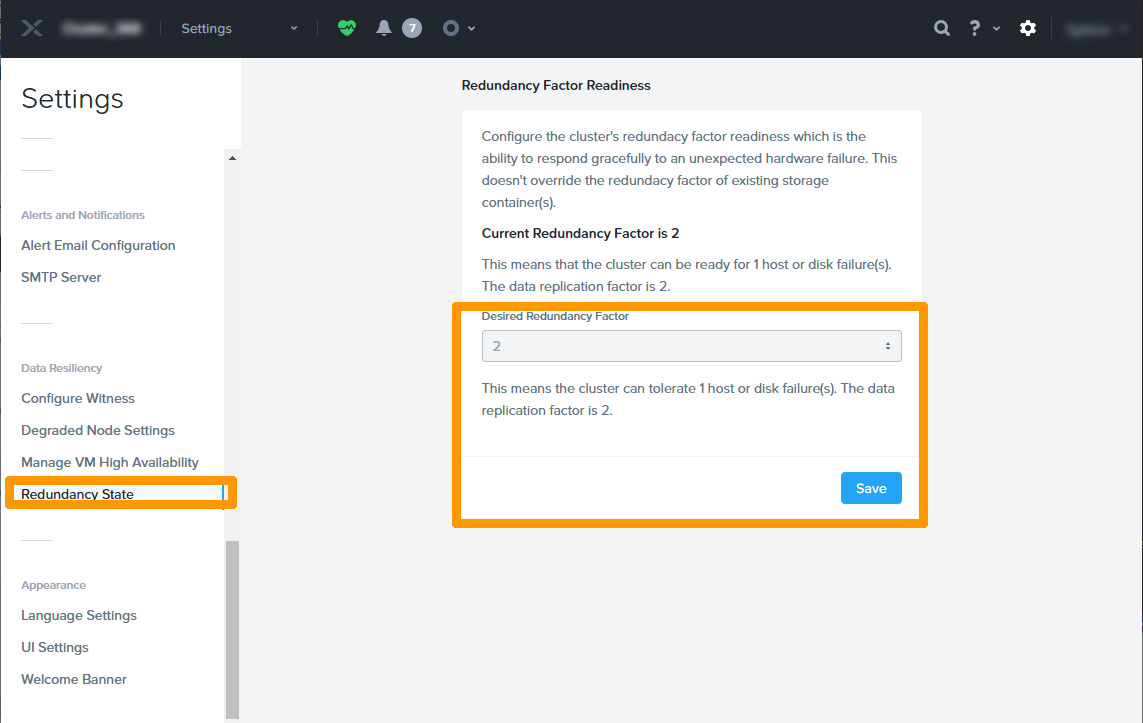 Settings
7
?
Settings
Alerts and Notifications
Alert Email Configuration
SMTP Server
Data Resiliency
Configure Witness
Degraded Node Settings
Manage VM High Availability
Redundancy State
Appearance
Language Settings
UI Settings
Welcome Banner
Redundancy Factor Readiness
Configure the cluster's redundacy factor readiness which is the
ability to respond gracefully to an unexpected hardware failure. This
doesn't override the redundacy factor of existing storage
container(s).
Current Redundancy Factor is 2
This means that the cluster can be ready for 1 host or disk failure(s).
The data replication factor is 2.
Desired Redundancy Factor
2
This means the cluster can tolerate 1 host or disk failure(s). The data
replication factor is 2.
Save